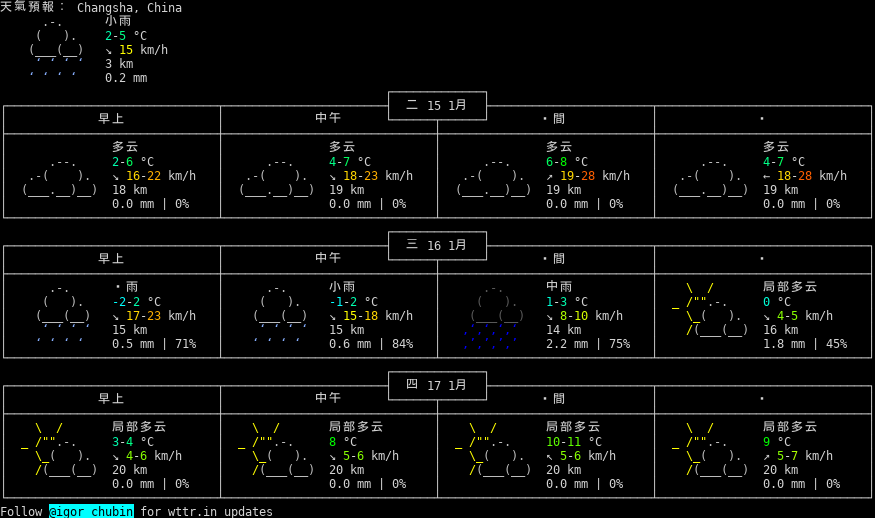 天氣預報： Changsha, China
小雨
2-5 °C
↘ 15 km/h
3 km
0.2 mm
二 15 1月
早上 中午 ・間 ・
多云 多云 多云 多云
2-6 °C 4-7 °C 6-8 °C 4-7 °C
↘ 16-22 km/h ↘ 18-23 km/h ↗ 19-28 km/h ← 18-28 km/h
18 km 19 km 19 km 19 km
0.0 mm | 0% 0.0 mm | 0% 0.0 mm | 0% 0.0 mm | 0%
三 16 1月
早上 中午 ・間 ・
・雨 小雨 中雨 局部多云
-2-2 °C -1-2 °C 1-3 °C 0 °C
↘ 17-23 km/h ↘ 15-18 km/h ↘ 8-10 km/h ↘ 4-5 km/h
15 km 15 km 14 km 16 km
0.5 mm | 71% 0.6 mm | 84% 2.2 mm | 75% 1.8 mm | 45%
四 17 1月
早上 中午 ・間 ・
局部多云 局部多云 局部多云 局部多云
3-4 °C 8 °C 10-11 °C 9 °C
↘ 4-6 km/h ↘ 5-6 km/h ↖ 5-6 km/h ↗ 5-7 km/h
20 km 20 km 20 km 20 km
0.0 mm | 0% 0.0 mm | 0% 0.0 mm | 0% 0.0 mm | 0%
Follow @igor_chubin for wttr.in updates